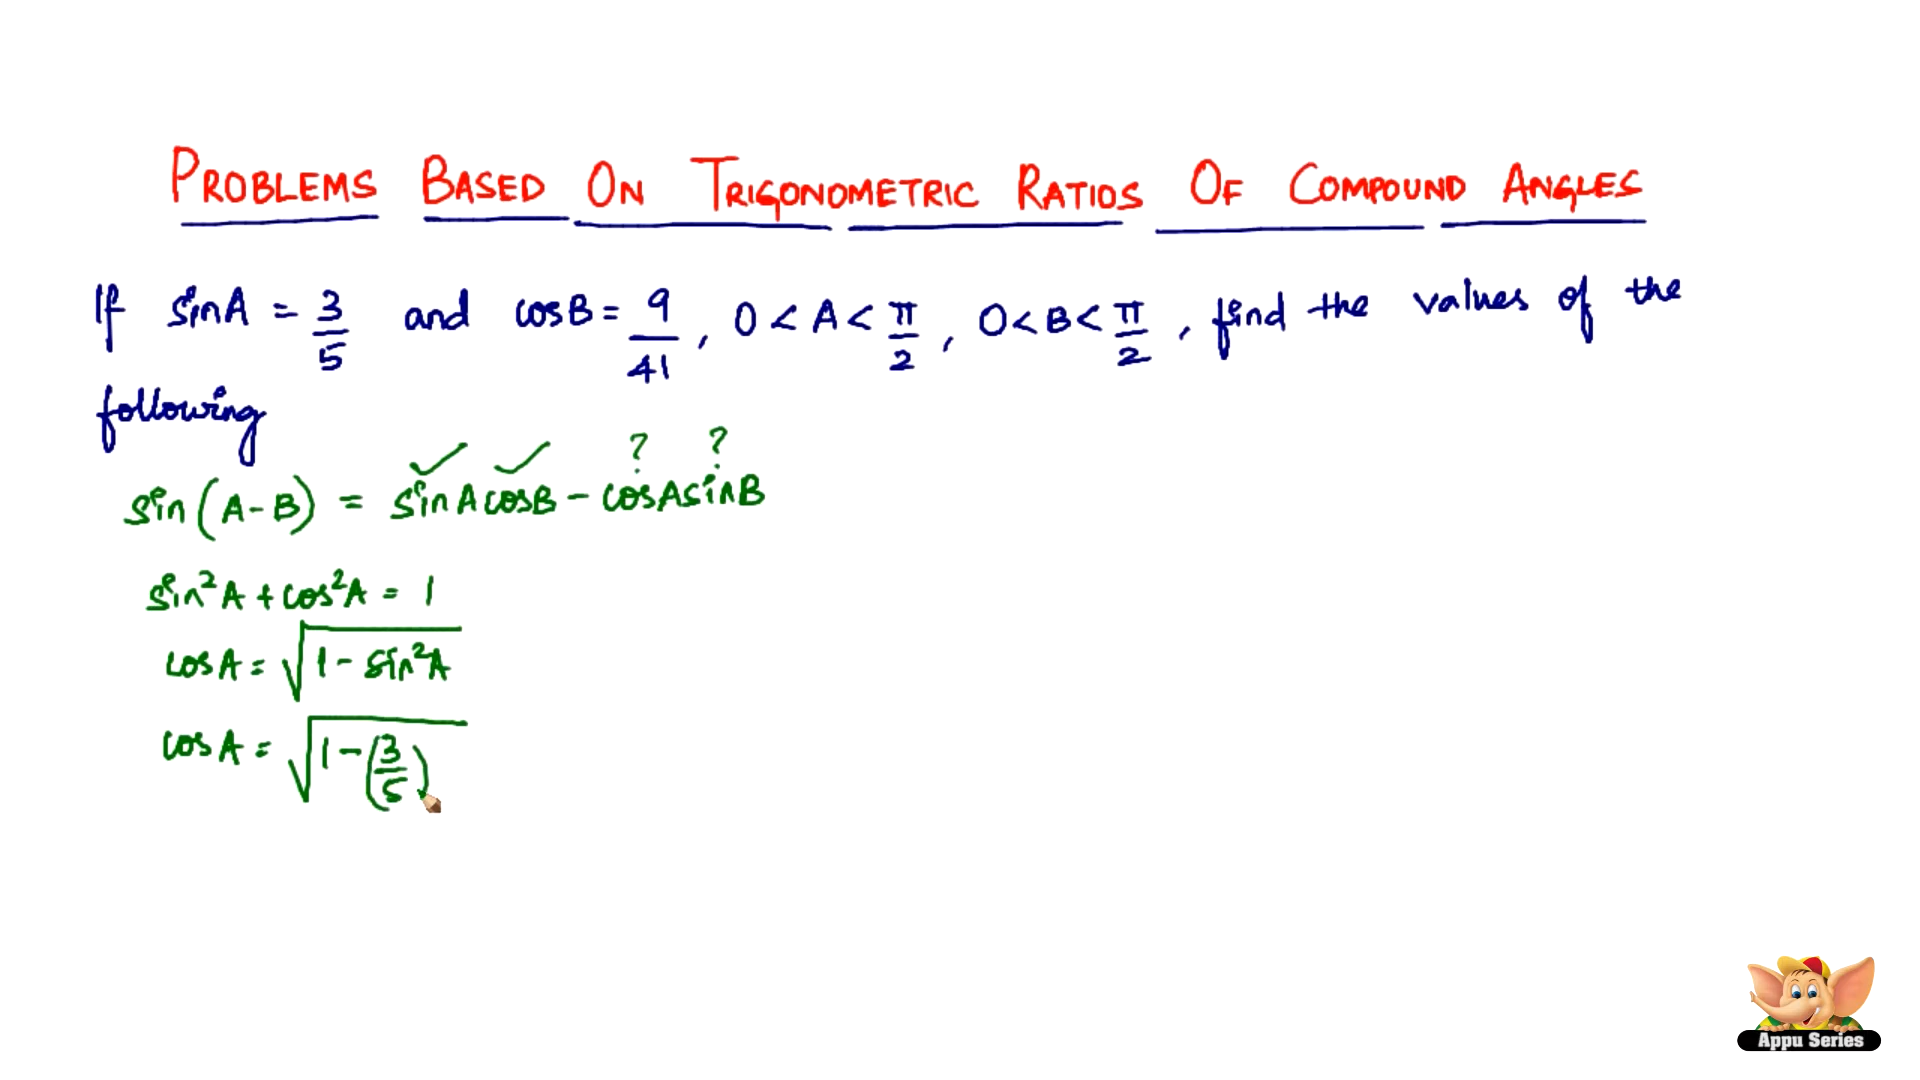 PROBLEMS BASED ON TRIGONOMETRIC RATIOS OF COMPOUND ANGLES
If sinA = 3/5 and cosB = 9/41, 0 < A < π/2, 0 < B < π/2, find the values of the
following
✓ ✓ ? ?
sin(A-B) = sinAcosB - cosAsinB
sin²A + cos²A = 1
cosA = √(1 - sin²A)
cosA = √(1 - (3/5)
Appu Series